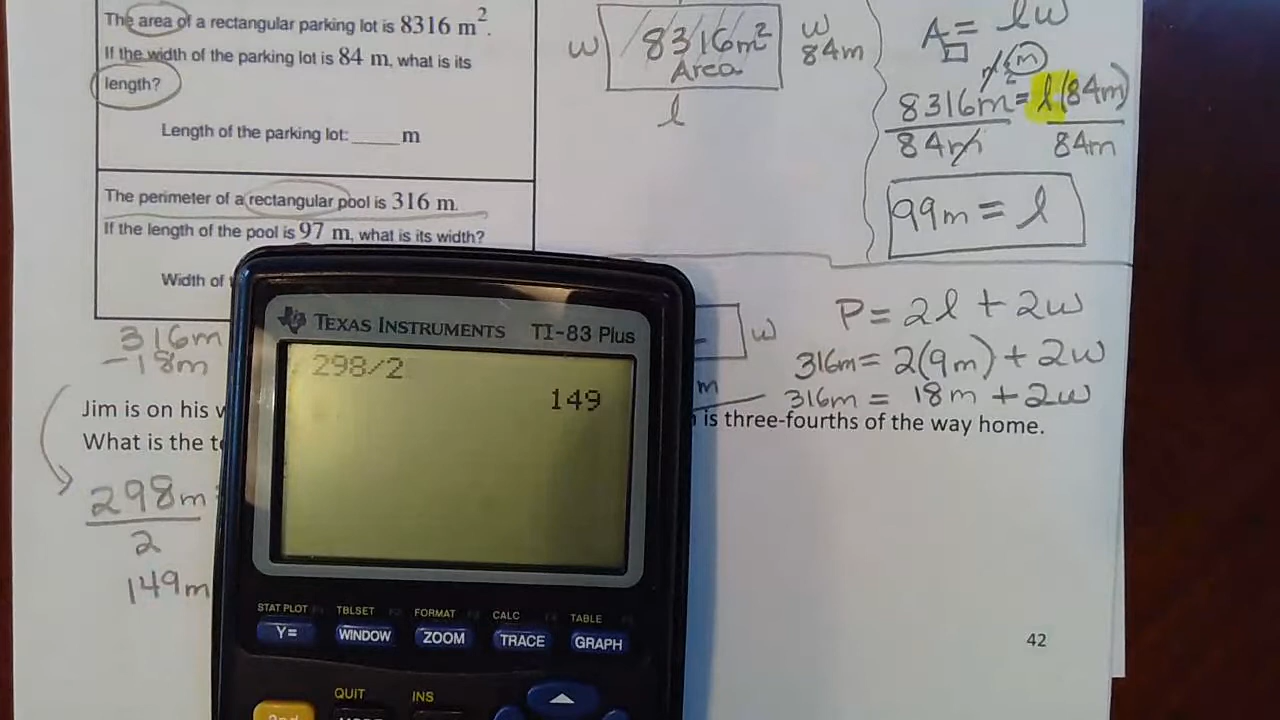 The area of a rectangular parking lot is 8316 m².
If the width of the parking lot is 84 m, what is its
length?
Length of the parking lot: ____ m
w 8316m² w
84m
Area
l
A = lw
m
8316m² = l(84m)
84m 84m
99m = l
The perimeter of a rectangular pool is 316 m.
If the length of the pool is 97 m, what is its width?
Width of
316m
-18m
w
m
P = 2l + 2w
316m = 2(9m) + 2w
316m = 18m + 2w
Jim is on his
is three-fourths of the way home.
What is the
298m
2
149m
TEXAS INSTRUMENTS TI-83 Plus
298/2
149
STAT PLOT TBLSET FORMAT CALC TABLE
Y= WINDOW ZOOM TRACE GRAPH
QUIT INS
2nd
42